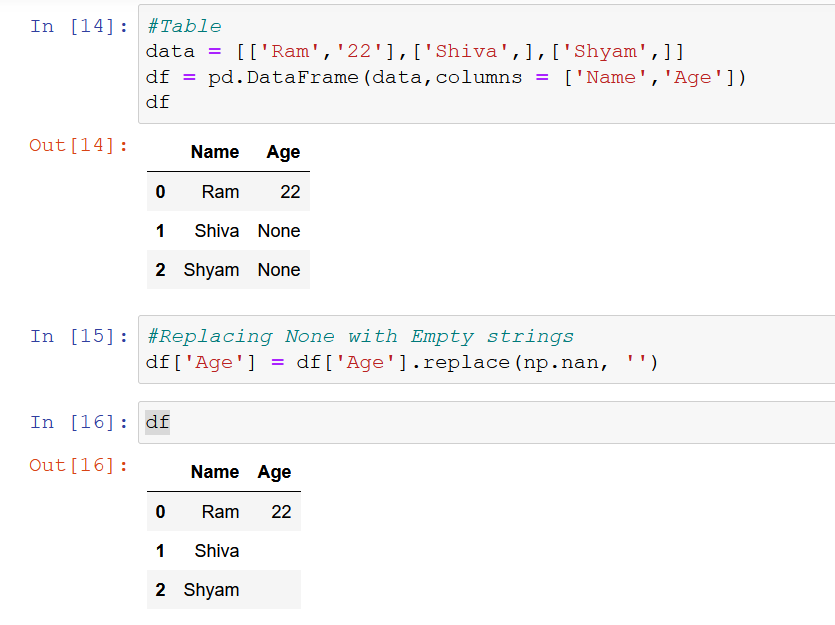 In [14]: #Table
data = [['Ram','22'],['Shiva',],['Shyam',]]
df = pd.DataFrame(data,columns = ['Name','Age'])
df
Out[14]:
Name Age
0 Ram 22
1 Shiva None
2 Shyam None
In [15]: #Replacing None with Empty strings
df['Age'] = df['Age'].replace(np.nan, '')
In [16]: df
Out[16]:
Name Age
0 Ram 22
1 Shiva
2 Shyam